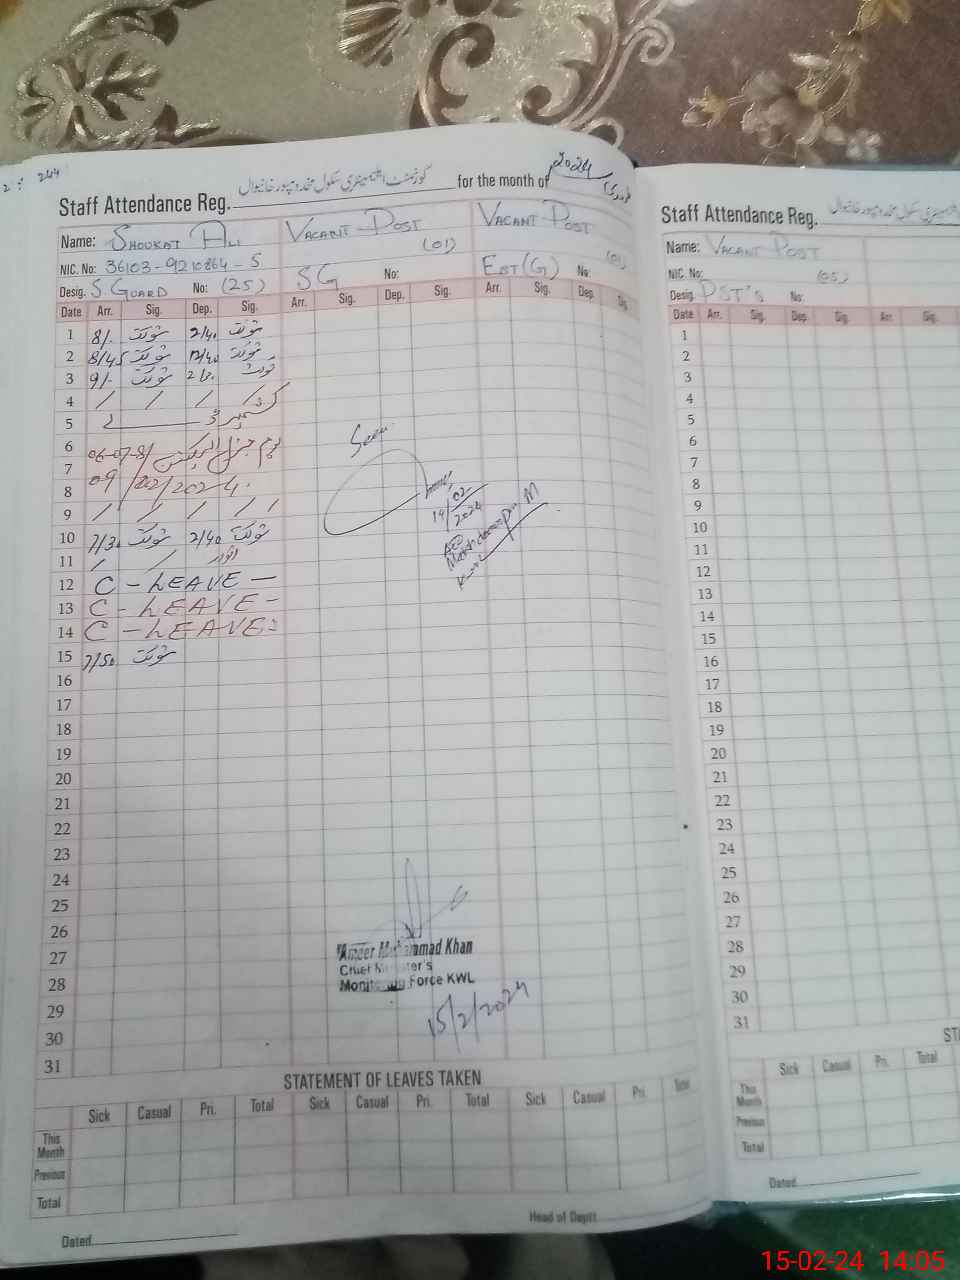 Staff Attendance Reg. گورنمنٹ ایلیمینٹری سکول مخدوم پور خانیوال for the month of 2024
Name: SHOUKAT ALI VACANT POST VACANT POST
(01) (01)
NIC. No: 36103-9210864-5 SG No: EST(G) No:
Desig. S. GUARD No: (25)
Date Arr. Sig. Dep. Sig. Arr. Sig. Dep. Sig. Arr. Sig. Dep. Sig.
1 8/. شوکت 2/40 شوکت
2 8/45 شوکت 12/40 شوکت
3 9/. شوکت
4 / / / /
5 کشمیر ڈے
6 06-07-8/ یوم جنرل الیکشن
7 09/02/2024
8
9 / / / /
10 7/30 شوکت 2/40 شوکت
11 / / اتوار
12 C - LEAVE -
13 C - LEAVE -
14 C - LEAVE =
15 7/50 شوکت
16
17
18
19
20
21
22
23
24
25
26
27
28
29
30
31
Seen
14/02
2024
AEO
Makhdoompur M
Kwl
Ameer Muhammad Khan
Chief Minister's
Monitoring Force KWL
15/2/2024
STATEMENT OF LEAVES TAKEN
Sick Casual Pri. Total Sick Casual Pri. Total Sick Casual Pri. Total
This Month
Previous
Total
Dated Head of Deptt
Staff Attendance Reg.
Name: VACANT POST
NIC. No: (05)
Desig. PST's No:
Date Arr. Sig. Dep. Sig. Arr. Sig.
1
2
3
4
5
6
7
8
9
10
11
12
13
14
15
16
17
18
19
20
21
22
23
24
25
26
27
28
29
30
31
Sick Casual Pri. Total
This Month
Previous
Total
Dated
15-02-24 14:05